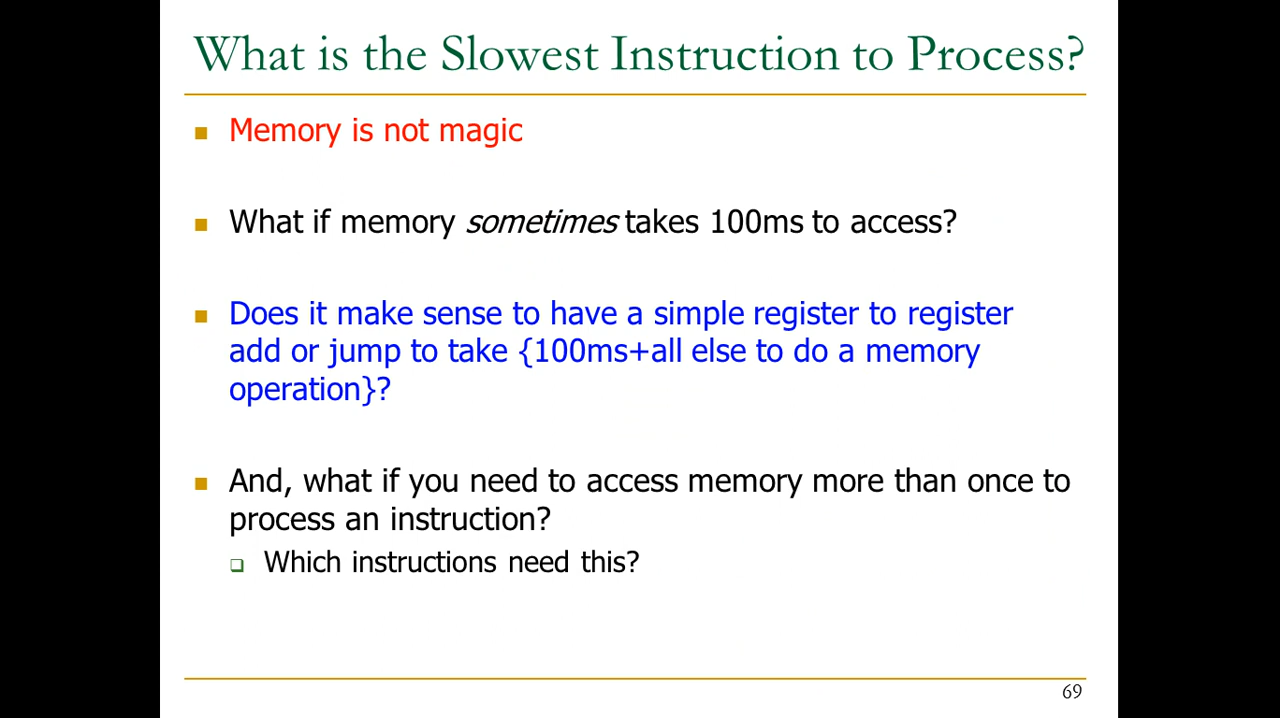 What is the Slowest Instruction to Process?
Memory is not magic
What if memory sometimes takes 100ms to access?
Does it make sense to have a simple register to register
add or jump to take {100ms+all else to do a memory
operation}?
And, what if you need to access memory more than once to
process an instruction?
Which instructions need this?
69